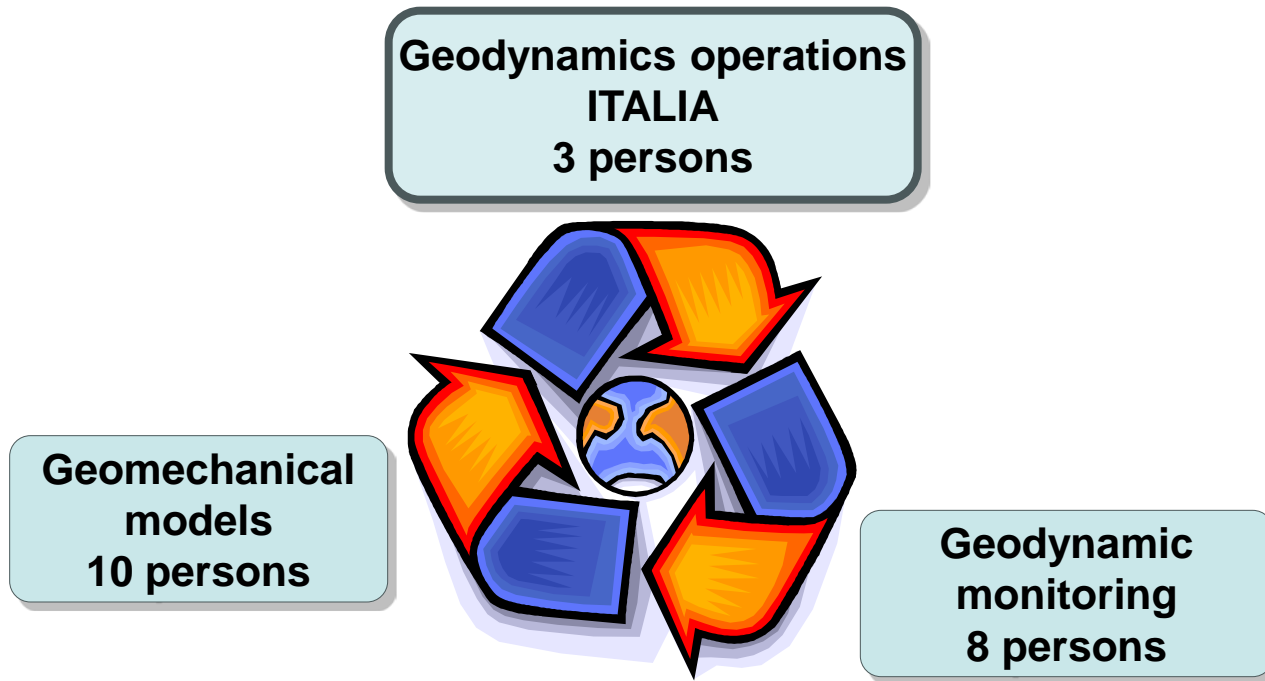 Geodynamics operations
ITALIA
3 persons
Geomechanical
models
10 persons
Geodynamic
monitoring
8 persons